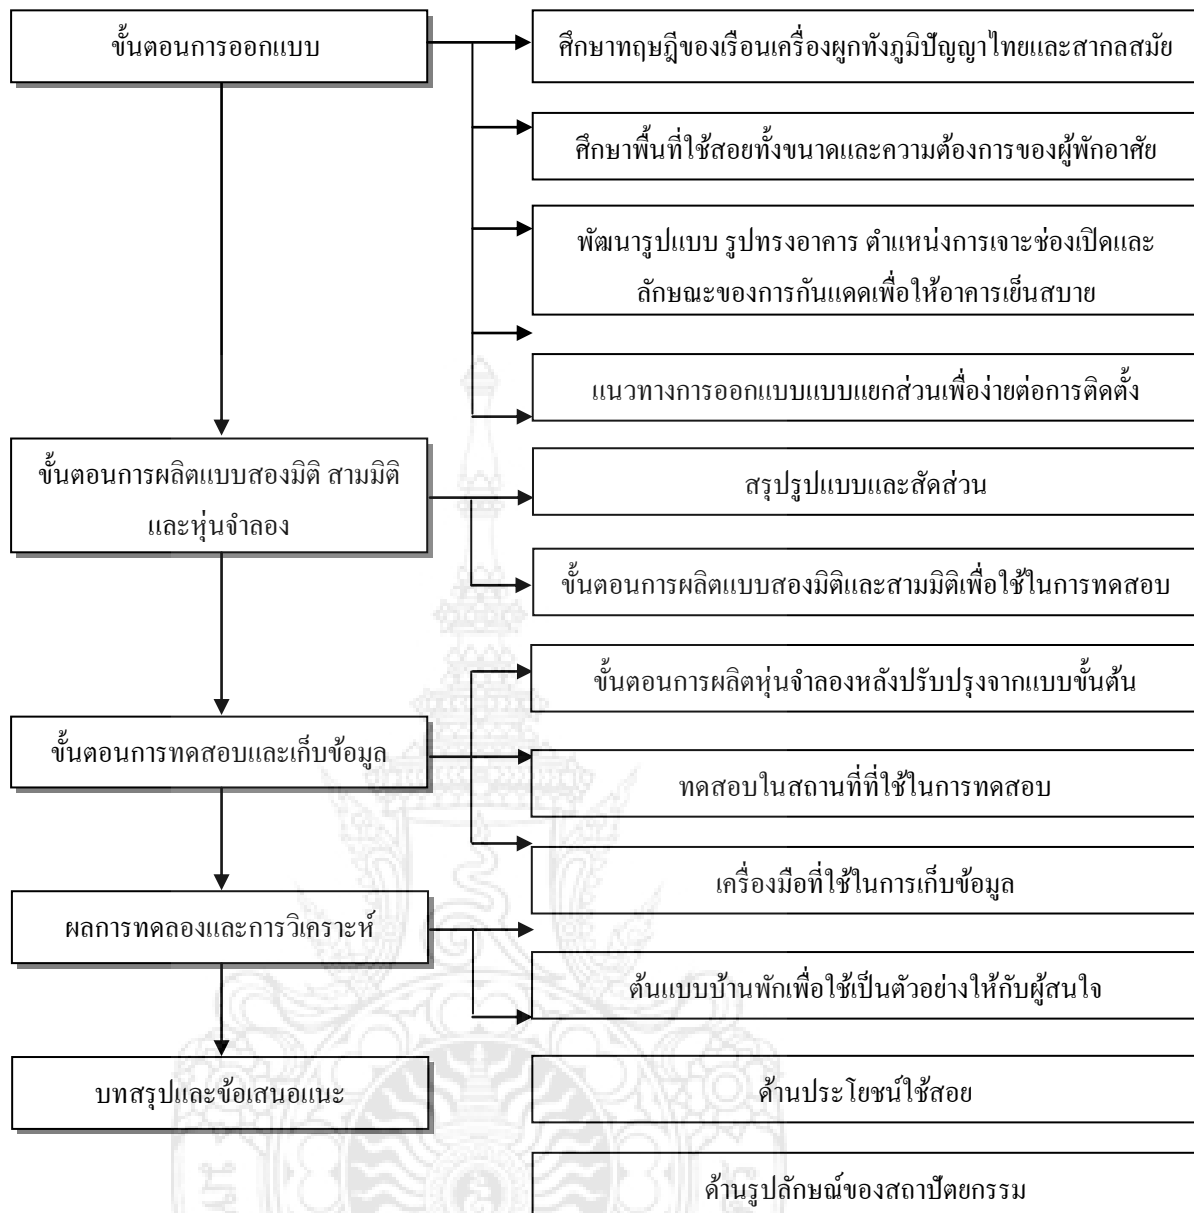 ขั้นตอนการออกแบบ
ศึกษาทฤษฎีของเรือนเครื่องผูกทังภูมิปัญญาไทยและสากลสมัย
ศึกษาพื้นที่ใช้สอยทั้งขนาดและความต้องการของผู้พักอาศัย
พัฒนารูปแบบ รูปทรงอาคาร ตำแหน่งการเจาะช่องเปิดและ
ลักษณะของการกันแดดเพื่อให้อาคารเย็นสบาย
แนวทางการออกแบบแบบแยกส่วนเพื่อง่ายต่อการติดตั้ง
ขั้นตอนการผลิตแบบสองมิติ สามมิติ
และหุ่นจำลอง
สรุปรูปแบบและสัดส่วน
ขั้นตอนการผลิตแบบสองมิติและสามมิติเพื่อใช้ในการทดสอบ
ขั้นตอนการผลิตหุ่นจำลองหลังปรับปรุงจากแบบขั้นต้น
ขั้นตอนการทดสอบและเก็บข้อมูล
ทดสอบในสถานที่ที่ใช้ในการทดสอบ
เครื่องมือที่ใช้ในการเก็บข้อมูล
ผลการทดลองและการวิเคราะห์
ต้นแบบบ้านพักเพื่อใช้เป็นตัวอย่างให้กับผู้สนใจ
บทสรุปและข้อเสนอแนะ
ด้านประโยชน์ใช้สอย
ด้านรูปลักษณ์ของสถาปัตยกรรม